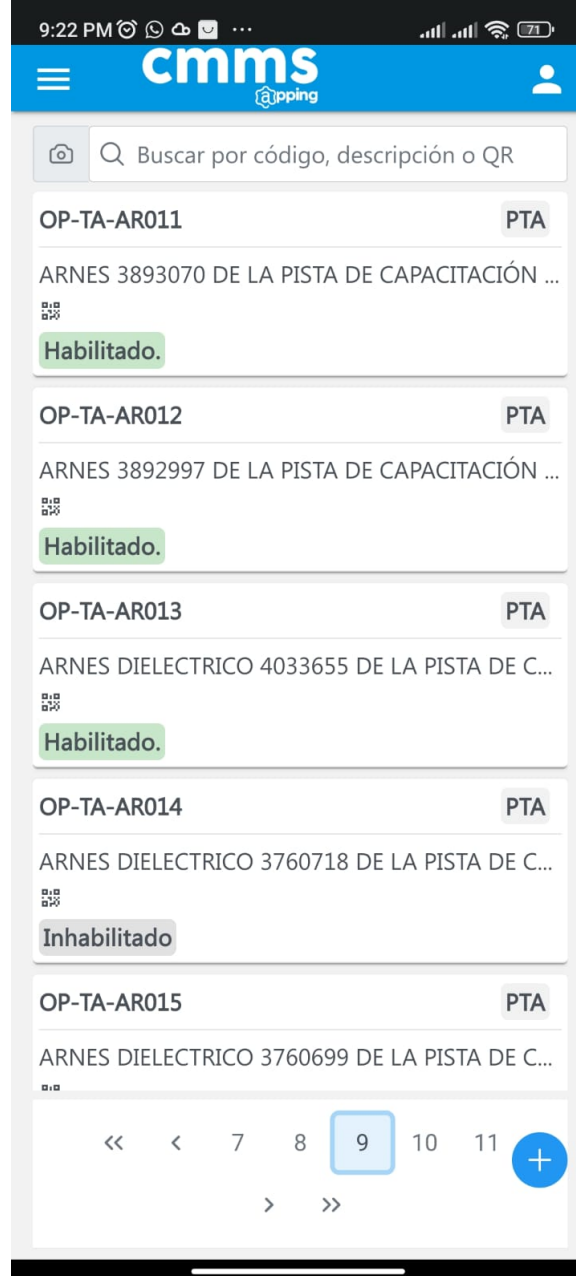 9:22 PM ...
71
cmms
@pping
Buscar por código, descripción o QR
OP-TA-AR011 PTA
ARNES 3893070 DE LA PISTA DE CAPACITACIÓN ...
Habilitado.
OP-TA-AR012 PTA
ARNES 3892997 DE LA PISTA DE CAPACITACIÓN ...
Habilitado.
OP-TA-AR013 PTA
ARNES DIELECTRICO 4033655 DE LA PISTA DE C...
Habilitado.
OP-TA-AR014 PTA
ARNES DIELECTRICO 3760718 DE LA PISTA DE C...
Inhabilitado
OP-TA-AR015 PTA
ARNES DIELECTRICO 3760699 DE LA PISTA DE C...
« ‹ 7 8 9 10 11 +
› »